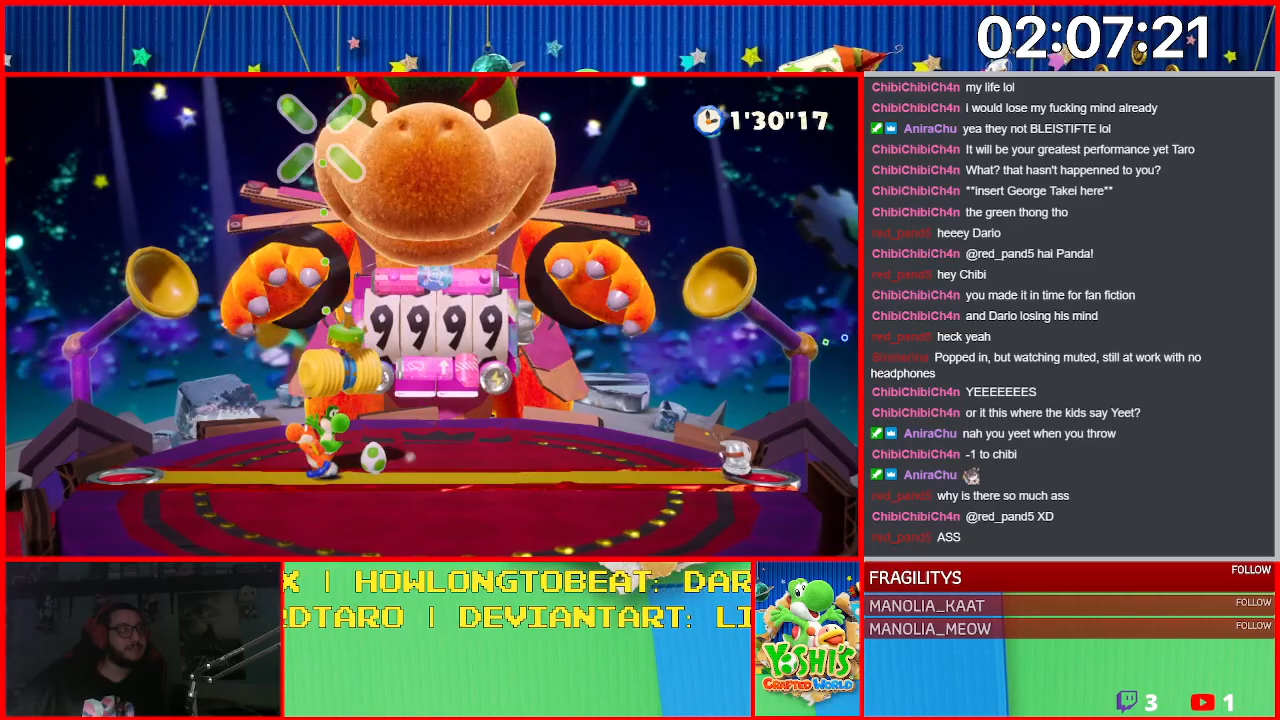 02:07:21
1'30"17
9999
ChibiChibiCh4n my life lol
ChibiChibiCh4n i would lose my fucking mind already
AniraChu yea they not BLEISTIFTE lol
ChibiChibiCh4n It will be your greatest performance yet Taro
ChibiChibiCh4n What? that hasn't happened to you?
ChibiChibiCh4n **insert George Takei here**
ChibiChibiCh4n the green thong tho
red_pand5 heeey Dario
ChibiChibiCh4n @red_pand5 hai Panda!
red_pand5 hey Chibi
ChibiChibiCh4n you made it in time for fan fiction
ChibiChibiCh4n and Dario losing his mind
red_pand5 heck yeah
Popped in, but watching muted, still at work with no
headphones
ChibiChibiCh4n YEEEEEEES
ChibiChibiCh4n or it this where the kids say Yeet?
AniraChu nah you yeet when you throw
ChibiChibiCh4n -1 to chibi
AniraChu
red_pand5 why is there so much ass
ChibiChibiCh4n @red_pand5 XD
red_pand5 ASS
X | HOWLONGTOBEAT: DAR
DTARO | DEVIANTART: LI
YOSHI'S
CRAFTED WORLD
FRAGILITYS FOLLOW
MANOLIA_KAAT FOLLOW
MANOLIA_MEOW FOLLOW
3 1